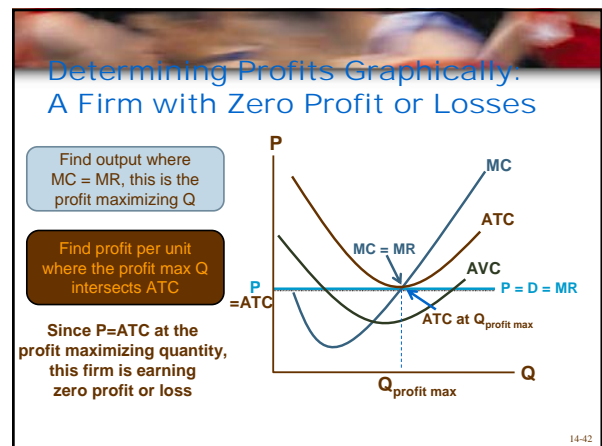 Determining Profits Graphically:
A Firm with Zero Profit or Losses
Find output where
MC = MR, this is the
profit maximizing Q
Find profit per unit
where the profit max Q
intersects ATC
Since P=ATC at the
profit maximizing quantity,
this firm is earning
zero profit or loss
P
MC
ATC
MC = MR
AVC
P
=ATC
P = D = MR
ATC at Qprofit max
Q
Qprofit max
14-42